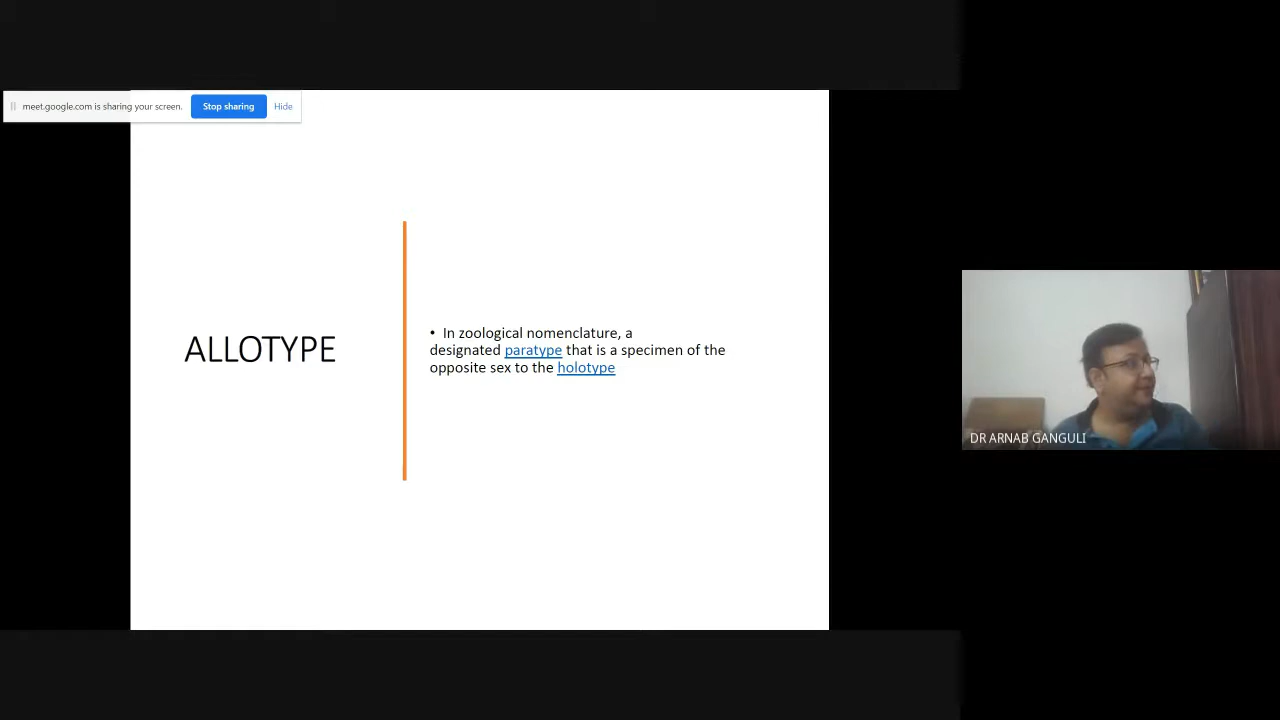 meet.google.com is sharing your screen. Stop sharing Hide
ALLOTYPE
• In zoological nomenclature, a
designated paratype that is a specimen of the
opposite sex to the holotype
DR ARNAB GANGULI